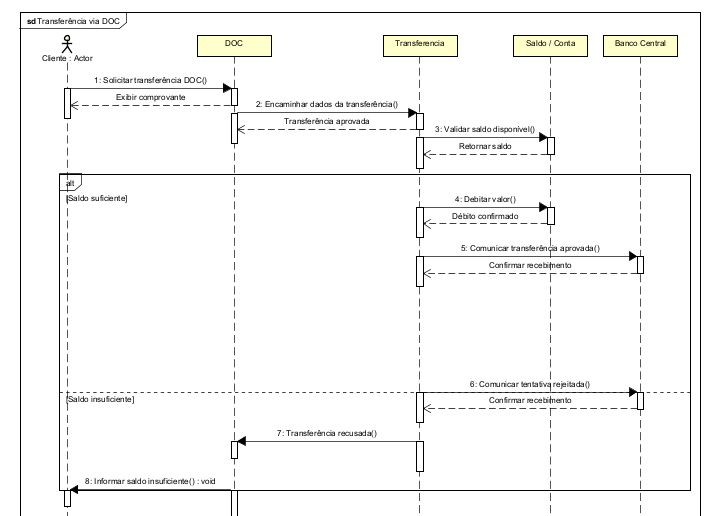 sd Transferência via DOC
Cliente : Actor
DOC
Transferencia
Saldo / Conta
Banco Central
1: Solicitar transferência DOC()
Exibir comprovante
2: Encaminhar dados da transferência()
Transferência aprovada
3: Validar saldo disponível()
Retornar saldo
alt
[Saldo suficiente]
4: Debitar valor()
Débito confirmado
5: Comunicar transferência aprovada()
Confirmar recebimento
6: Comunicar tentativa rejeitada()
[Saldo insuficiente]
Confirmar recebimento
7: Transferência recusada()
8: Informar saldo insuficiente() : void